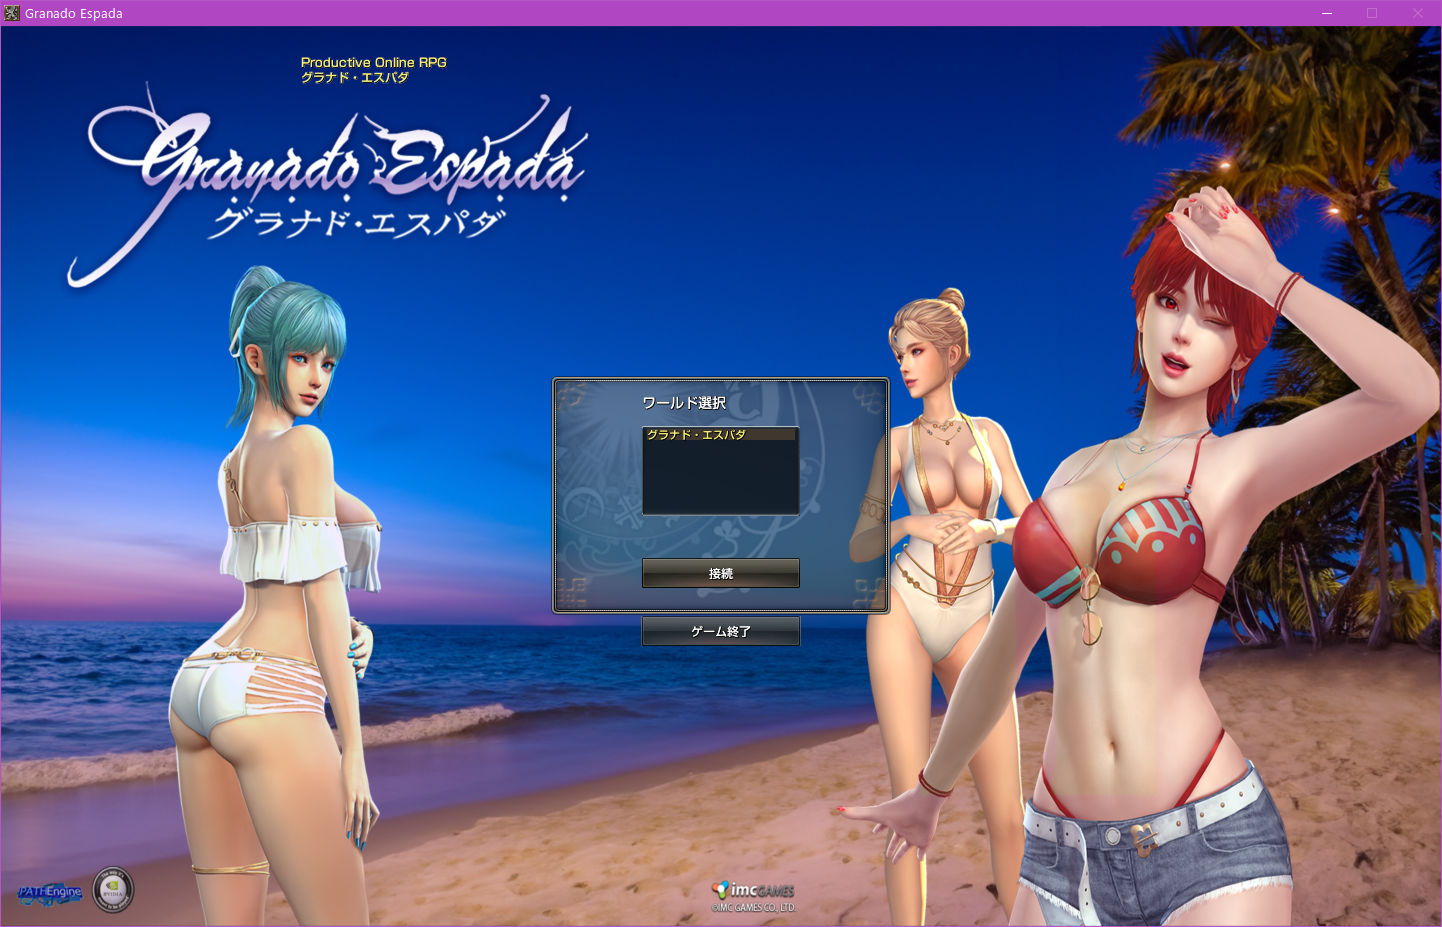 Granado Espada
Productive Online RPG
グラナド・エスパダ
Granado Espada
グラナド・エスパダ
ワールド選択
グラナド・エスパダ
接続
ゲーム終了
PATHEngine
NVIDIA
imcGAMES
©IMC GAMES CO., LTD.